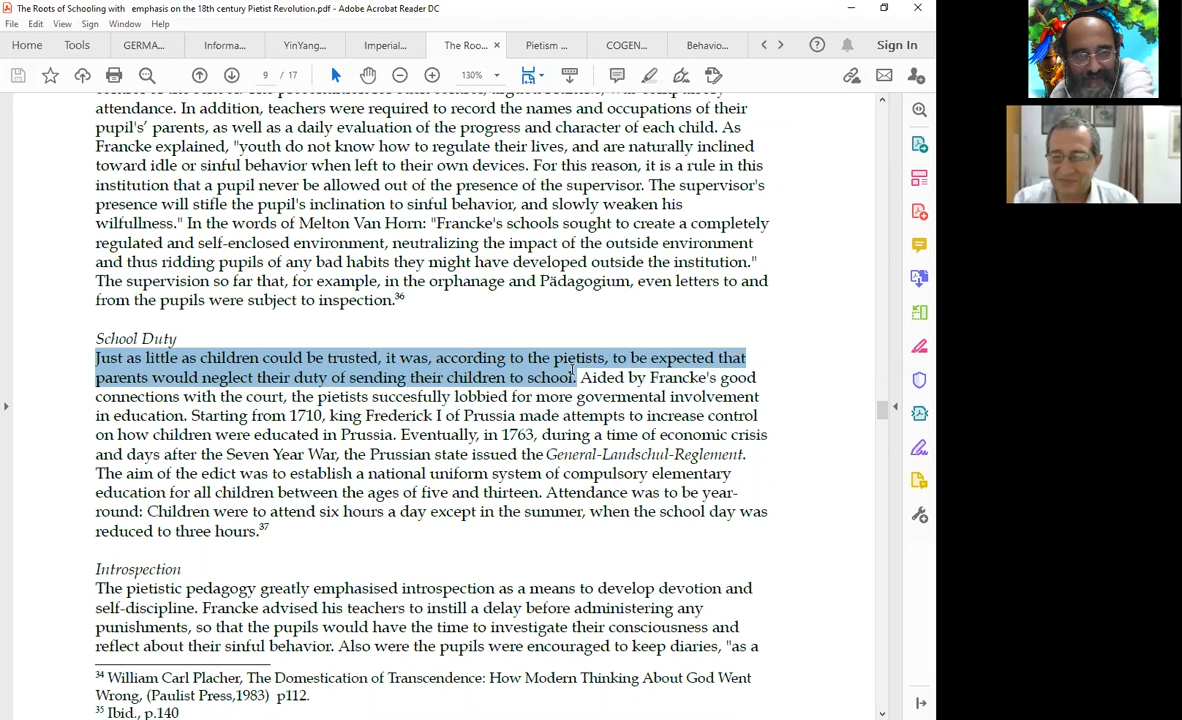 The Roots of Schooling with  emphasis on the 18th century Pietist Revolution.pdf - Adobe Acrobat Reader DC
File Edit View Sign Window Help
Home Tools GERMA... Informa... YinYang... Imperial... The Roo... × Pietism ... COGEN... Behavio... Sign In
9 / 17 130%
attendance. In addition, teachers were required to record the names and occupations of their
pupil's' parents, as well as a daily evaluation of the progress and character of each child. As
Francke explained, "youth do not know how to regulate their lives, and are naturally inclined
toward idle or sinful behavior when left to their own devices. For this reason, it is a rule in this
institution that a pupil never be allowed out of the presence of the supervisor. The supervisor's
presence will stifle the pupil's inclination to sinful behavior, and slowly weaken his
wilfullness." In the words of Melton Van Horn: "Francke's schools sought to create a completely
regulated and self-enclosed environment, neutralizing the impact of the outside environment
and thus ridding pupils of any bad habits they might have developed outside the institution."
The supervision so far that, for example, in the orphanage and Pädagogium, even letters to and
from the pupils were subject to inspection.36
School Duty
Just as little as children could be trusted, it was, according to the pietists, to be expected that
parents would neglect their duty of sending their children to school. Aided by Francke's good
connections with the court, the pietists succesfully lobbied for more govermental involvement
in education. Starting from 1710, king Frederick I of Prussia made attempts to increase control
on how children were educated in Prussia. Eventually, in 1763, during a time of economic crisis
and days after the Seven Year War, the Prussian state issued the General-Landschul-Reglement.
The aim of the edict was to establish a national uniform system of compulsory elementary
education for all children between the ages of five and thirteen. Attendance was to be year-
round: Children were to attend six hours a day except in the summer, when the school day was
reduced to three hours.37
Introspection
The pietistic pedagogy greatly emphasised introspection as a means to develop devotion and
self-discipline. Francke advised his teachers to instill a delay before administering any
punishments, so that the pupils would have the time to investigate their consciousness and
reflect about their sinful behavior. Also were the pupils were encouraged to keep diaries, "as a
34 William Carl Placher, The Domestication of Transcendence: How Modern Thinking About God Went
Wrong, (Paulist Press,1983)  p112.
35 Ibid., p.140